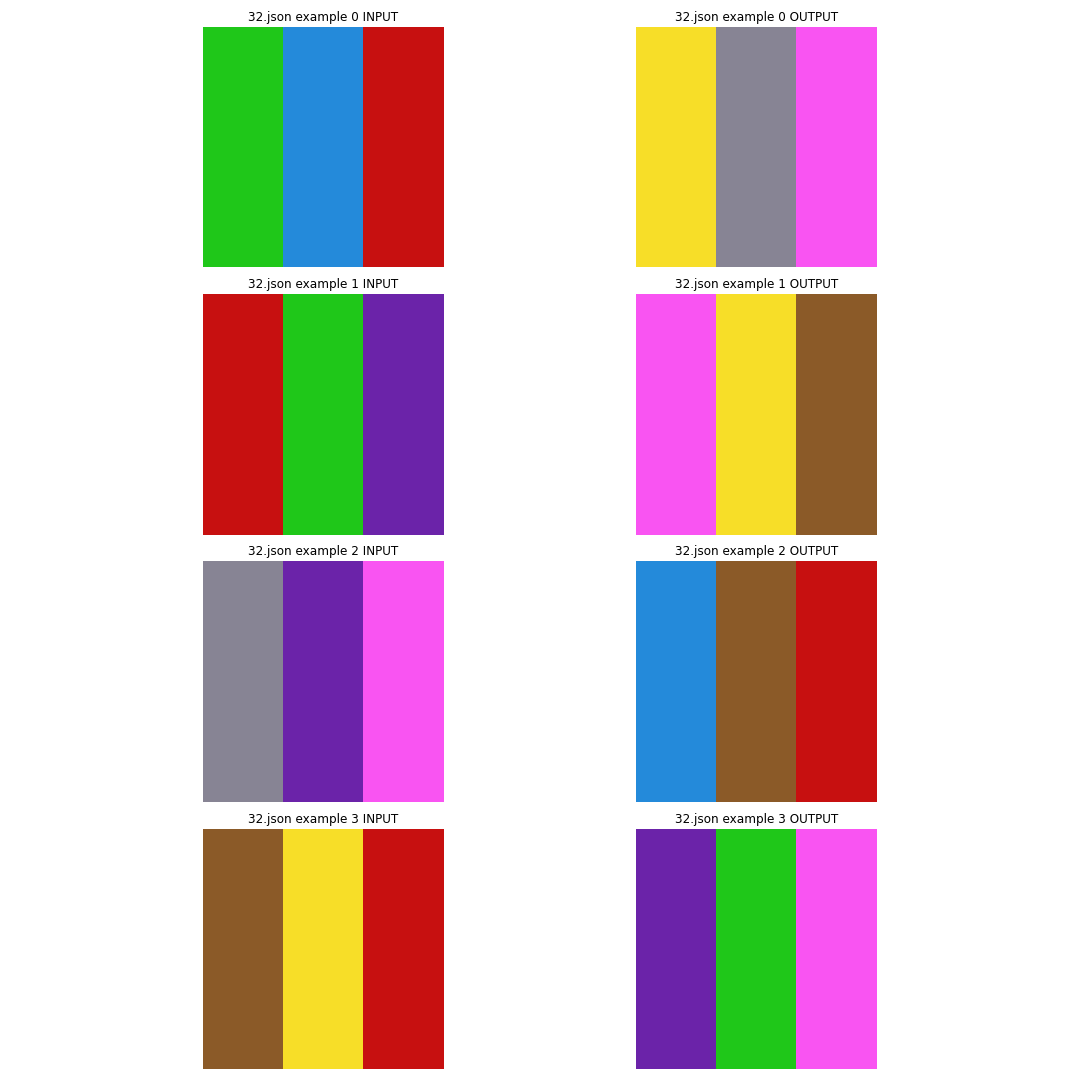 32.json example 0 INPUT
32.json example 0 OUTPUT
32.json example 1 INPUT
32.json example 1 OUTPUT
32.json example 2 INPUT
32.json example 2 OUTPUT
32.json example 3 INPUT
32.json example 3 OUTPUT